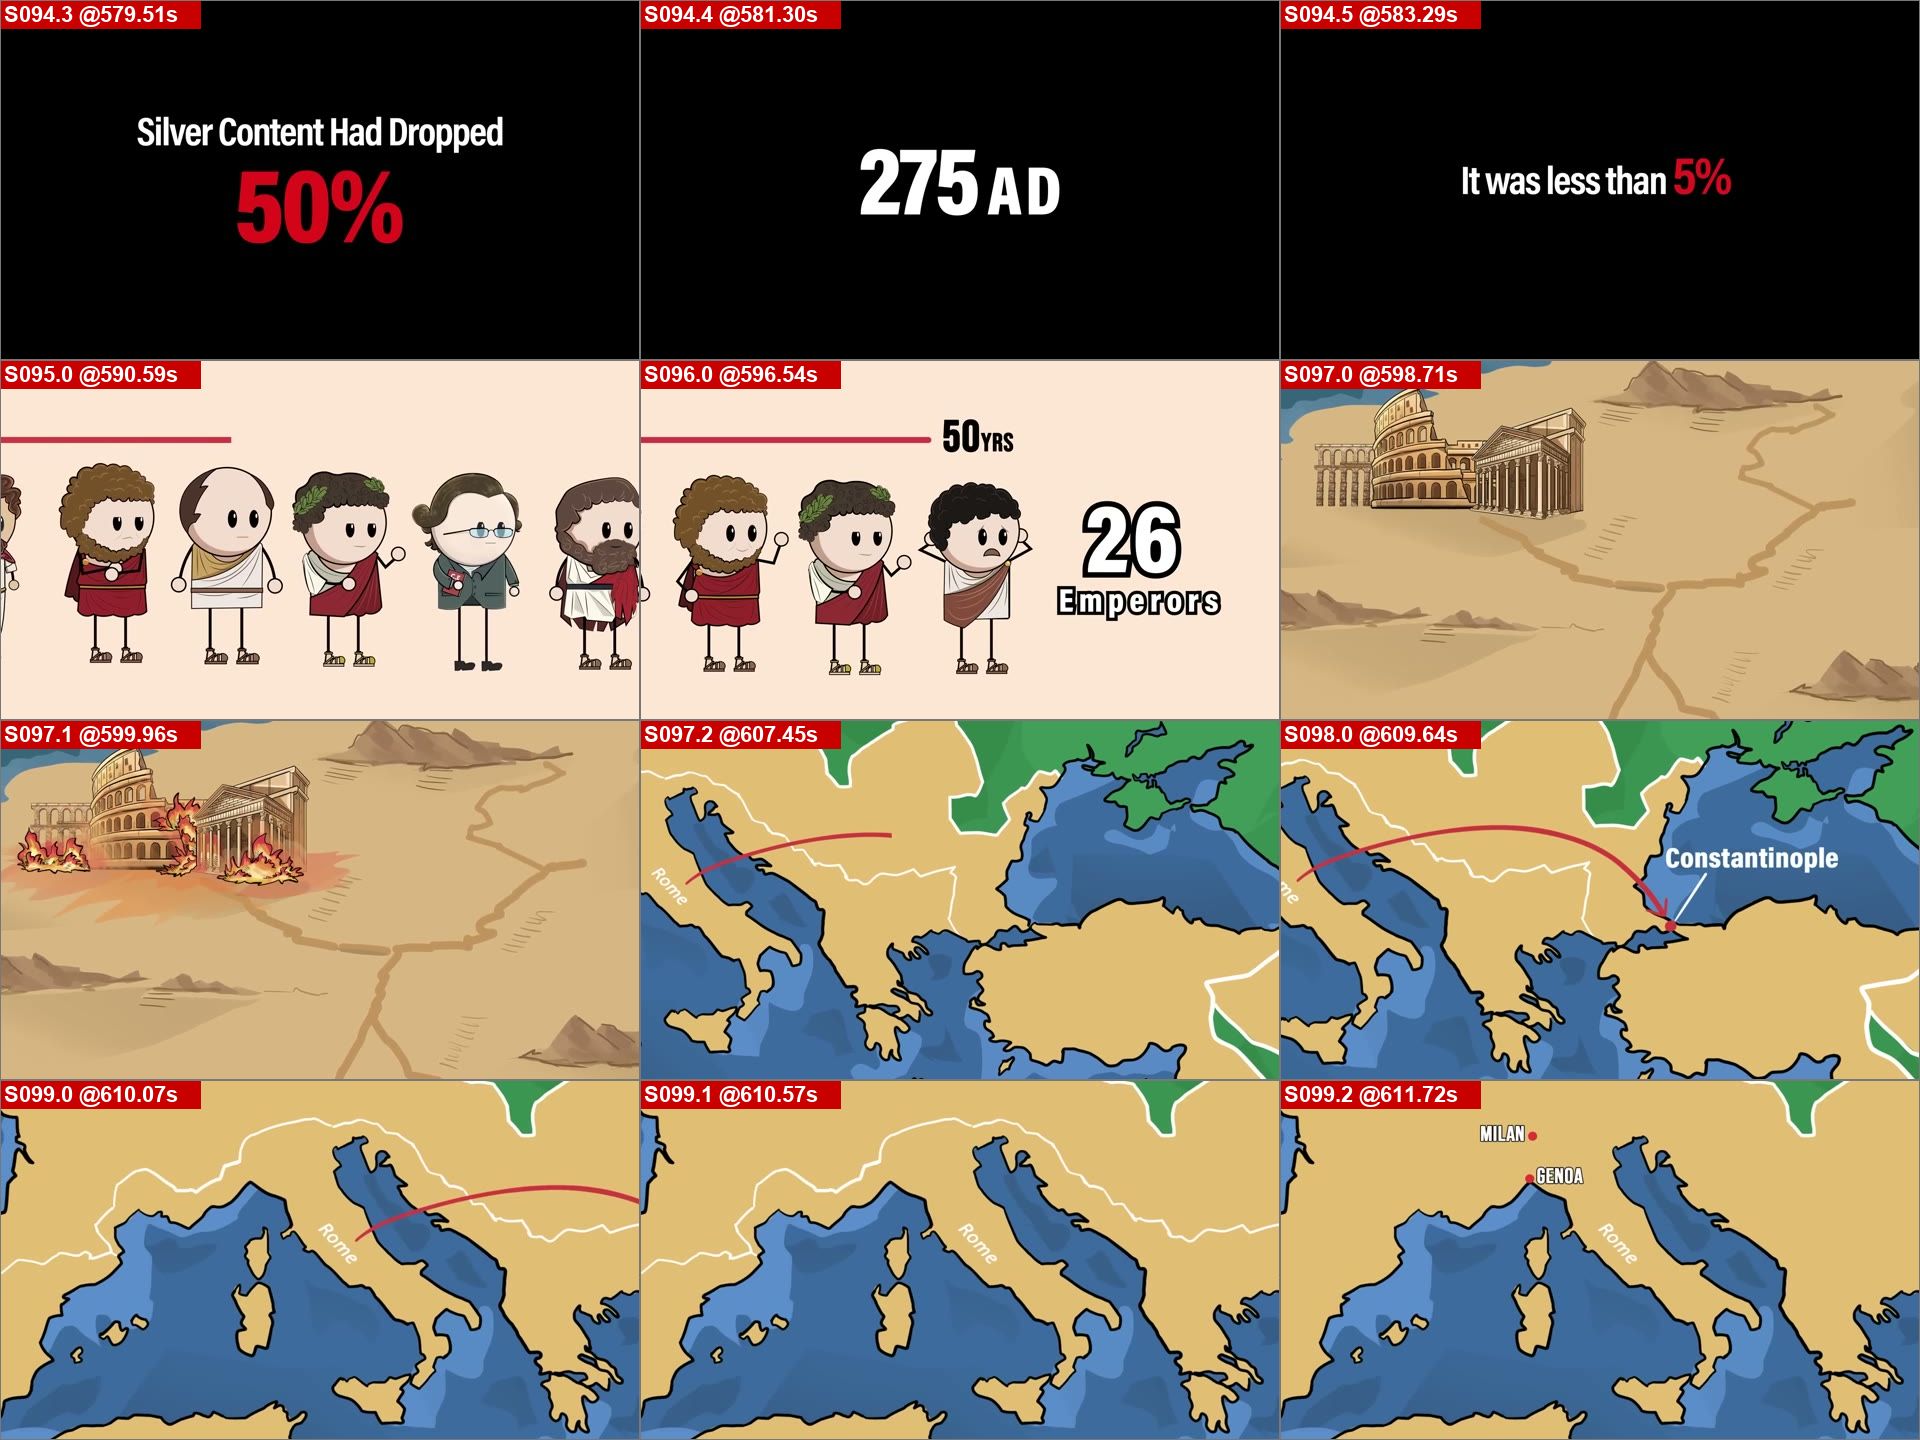 S094.3 @579.51s
Silver Content Had Dropped
50%
S094.4 @581.30s
275 AD
S094.5 @583.29s
It was less than 5%
S095.0 @590.59s
S096.0 @596.54s
50YRS
26
Emperors
S097.0 @598.71s
S097.1 @599.96s
S097.2 @607.45s
Rome
S098.0 @609.64s
Constantinople
me
S099.0 @610.07s
Rome
S099.1 @610.57s
Rome
S099.2 @611.72s
MILAN
GENOA
Rome